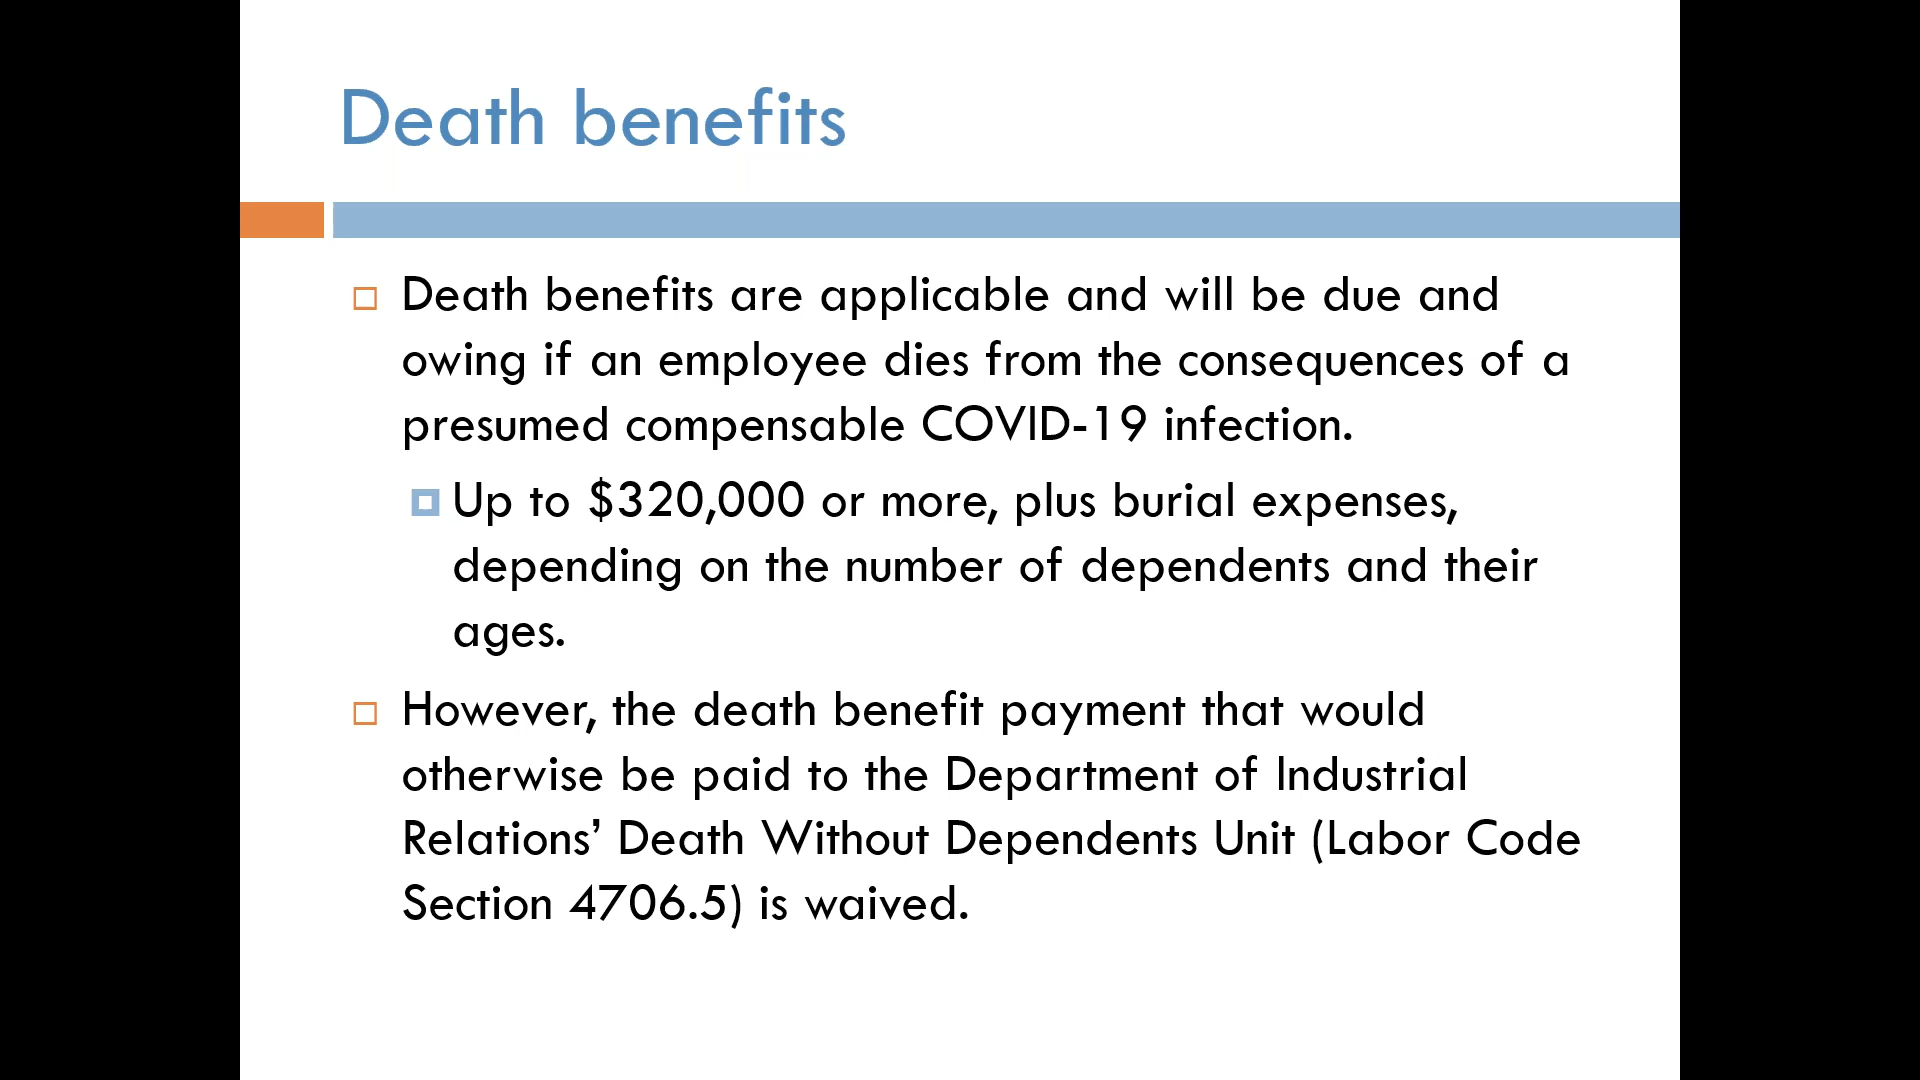 Death benefits
Death benefits are applicable and will be due and
owing if an employee dies from the consequences of a
presumed compensable COVID-19 infection.
Up to $320,000 or more, plus burial expenses,
depending on the number of dependents and their
ages.
However, the death benefit payment that would
otherwise be paid to the Department of Industrial
Relations’ Death Without Dependents Unit (Labor Code
Section 4706.5) is waived.